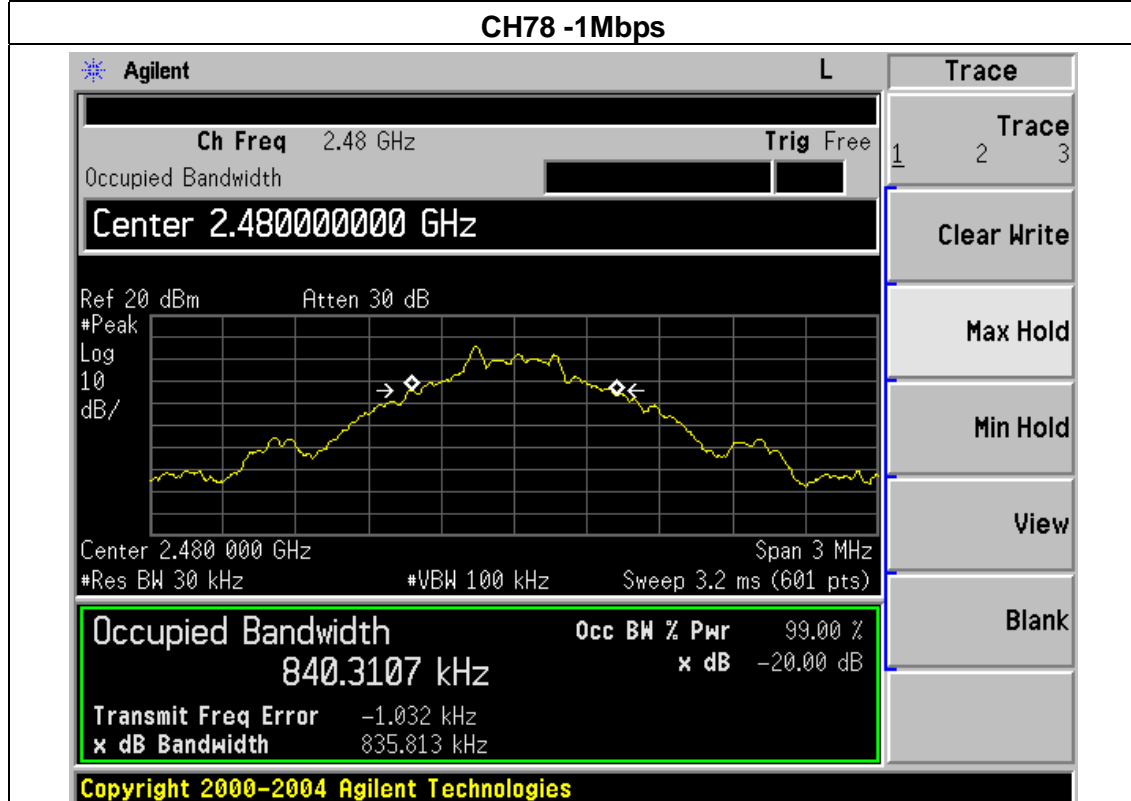 CH78 -1Mbps
Agilent L Trace
Ch Freq 2.48 GHz Trig Free
Occupied Bandwidth
Center 2.480000000 GHz
Ref 20 dBm Atten 30 dB
#Peak
Log
10
dB/
Center 2.480 000 GHz Span 3 MHz
#Res BW 30 kHz #VBW 100 kHz Sweep 3.2 ms (601 pts)
Occupied Bandwidth Occ BW % Pwr 99.00 %
840.3107 kHz x dB -20.00 dB
Transmit Freq Error -1.032 kHz
x dB Bandwidth 835.813 kHz
Copyright 2000-2004 Agilent Technologies
Trace
1 2 3
Clear Write
Max Hold
Min Hold
View
Blank